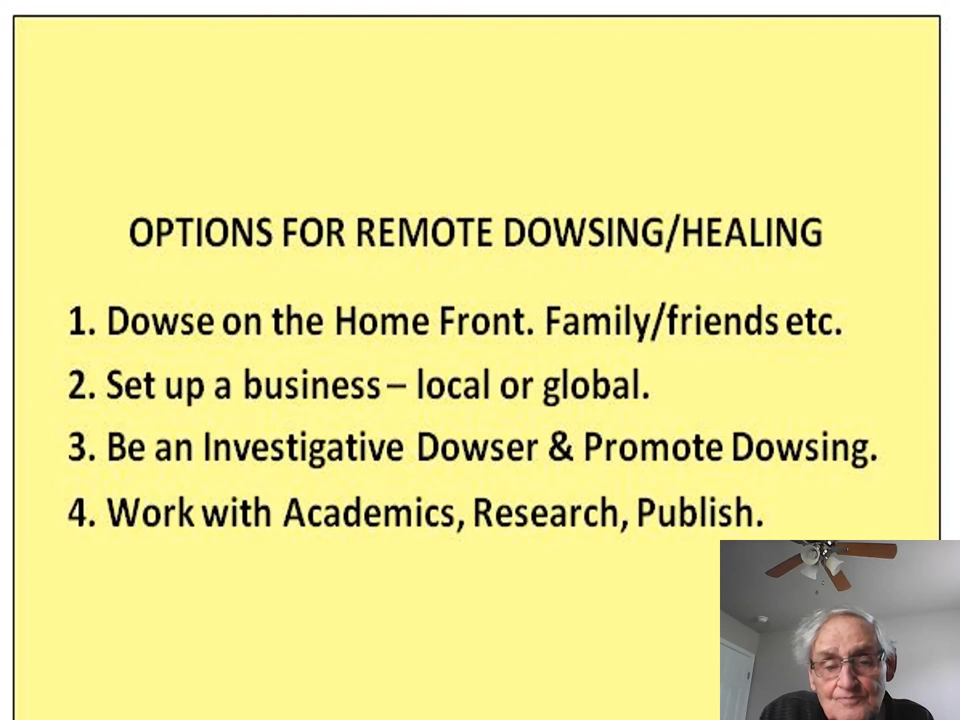 OPTIONS FOR REMOTE DOWSING/HEALING
1. Dowse on the Home Front. Family/friends etc.
2. Set up a business – local or global.
3. Be an Investigative Dowser & Promote Dowsing.
4. Work with Academics, Research, Publish.